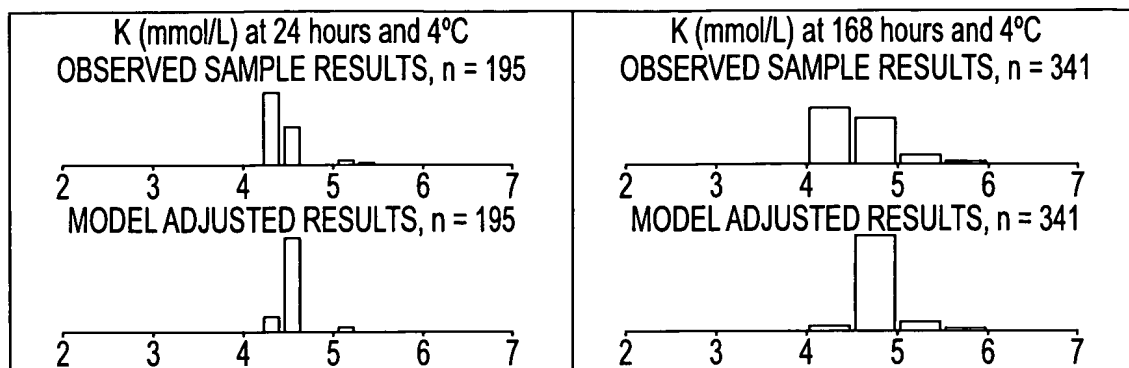 K (mmol/L) at 24 hours and 4ºC
OBSERVED SAMPLE RESULTS, n = 195
2 3 4 5 6 7
MODEL ADJUSTED RESULTS, n = 195
2 3 4 5 6 7
K (mmol/L) at 168 hours and 4ºC
OBSERVED SAMPLE RESULTS, n = 341
2 3 4 5 6 7
MODEL ADJUSTED RESULTS, n = 341
2 3 4 5 6 7